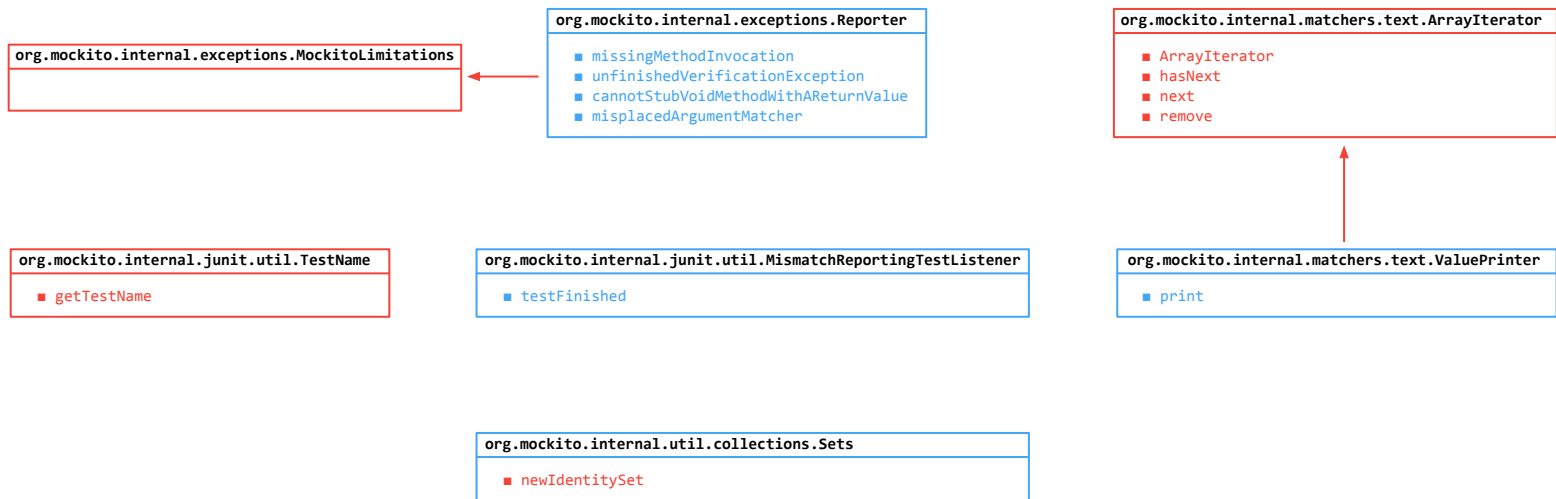 org.mockito.internal.exceptions.MockitoLimitations
org.mockito.internal.exceptions.Reporter
missingMethodInvocation
unfinishedVerificationException
cannotStubVoidMethodWithAReturnValue
misplacedArgumentMatcher
org.mockito.internal.matchers.text.ArrayIterator
ArrayIterator
hasNext
next
remove
org.mockito.internal.junit.util.TestName
getTestName
org.mockito.internal.junit.util.MismatchReportingTestListener
testFinished
org.mockito.internal.matchers.text.ValuePrinter
print
org.mockito.internal.util.collections.Sets
newIdentitySet